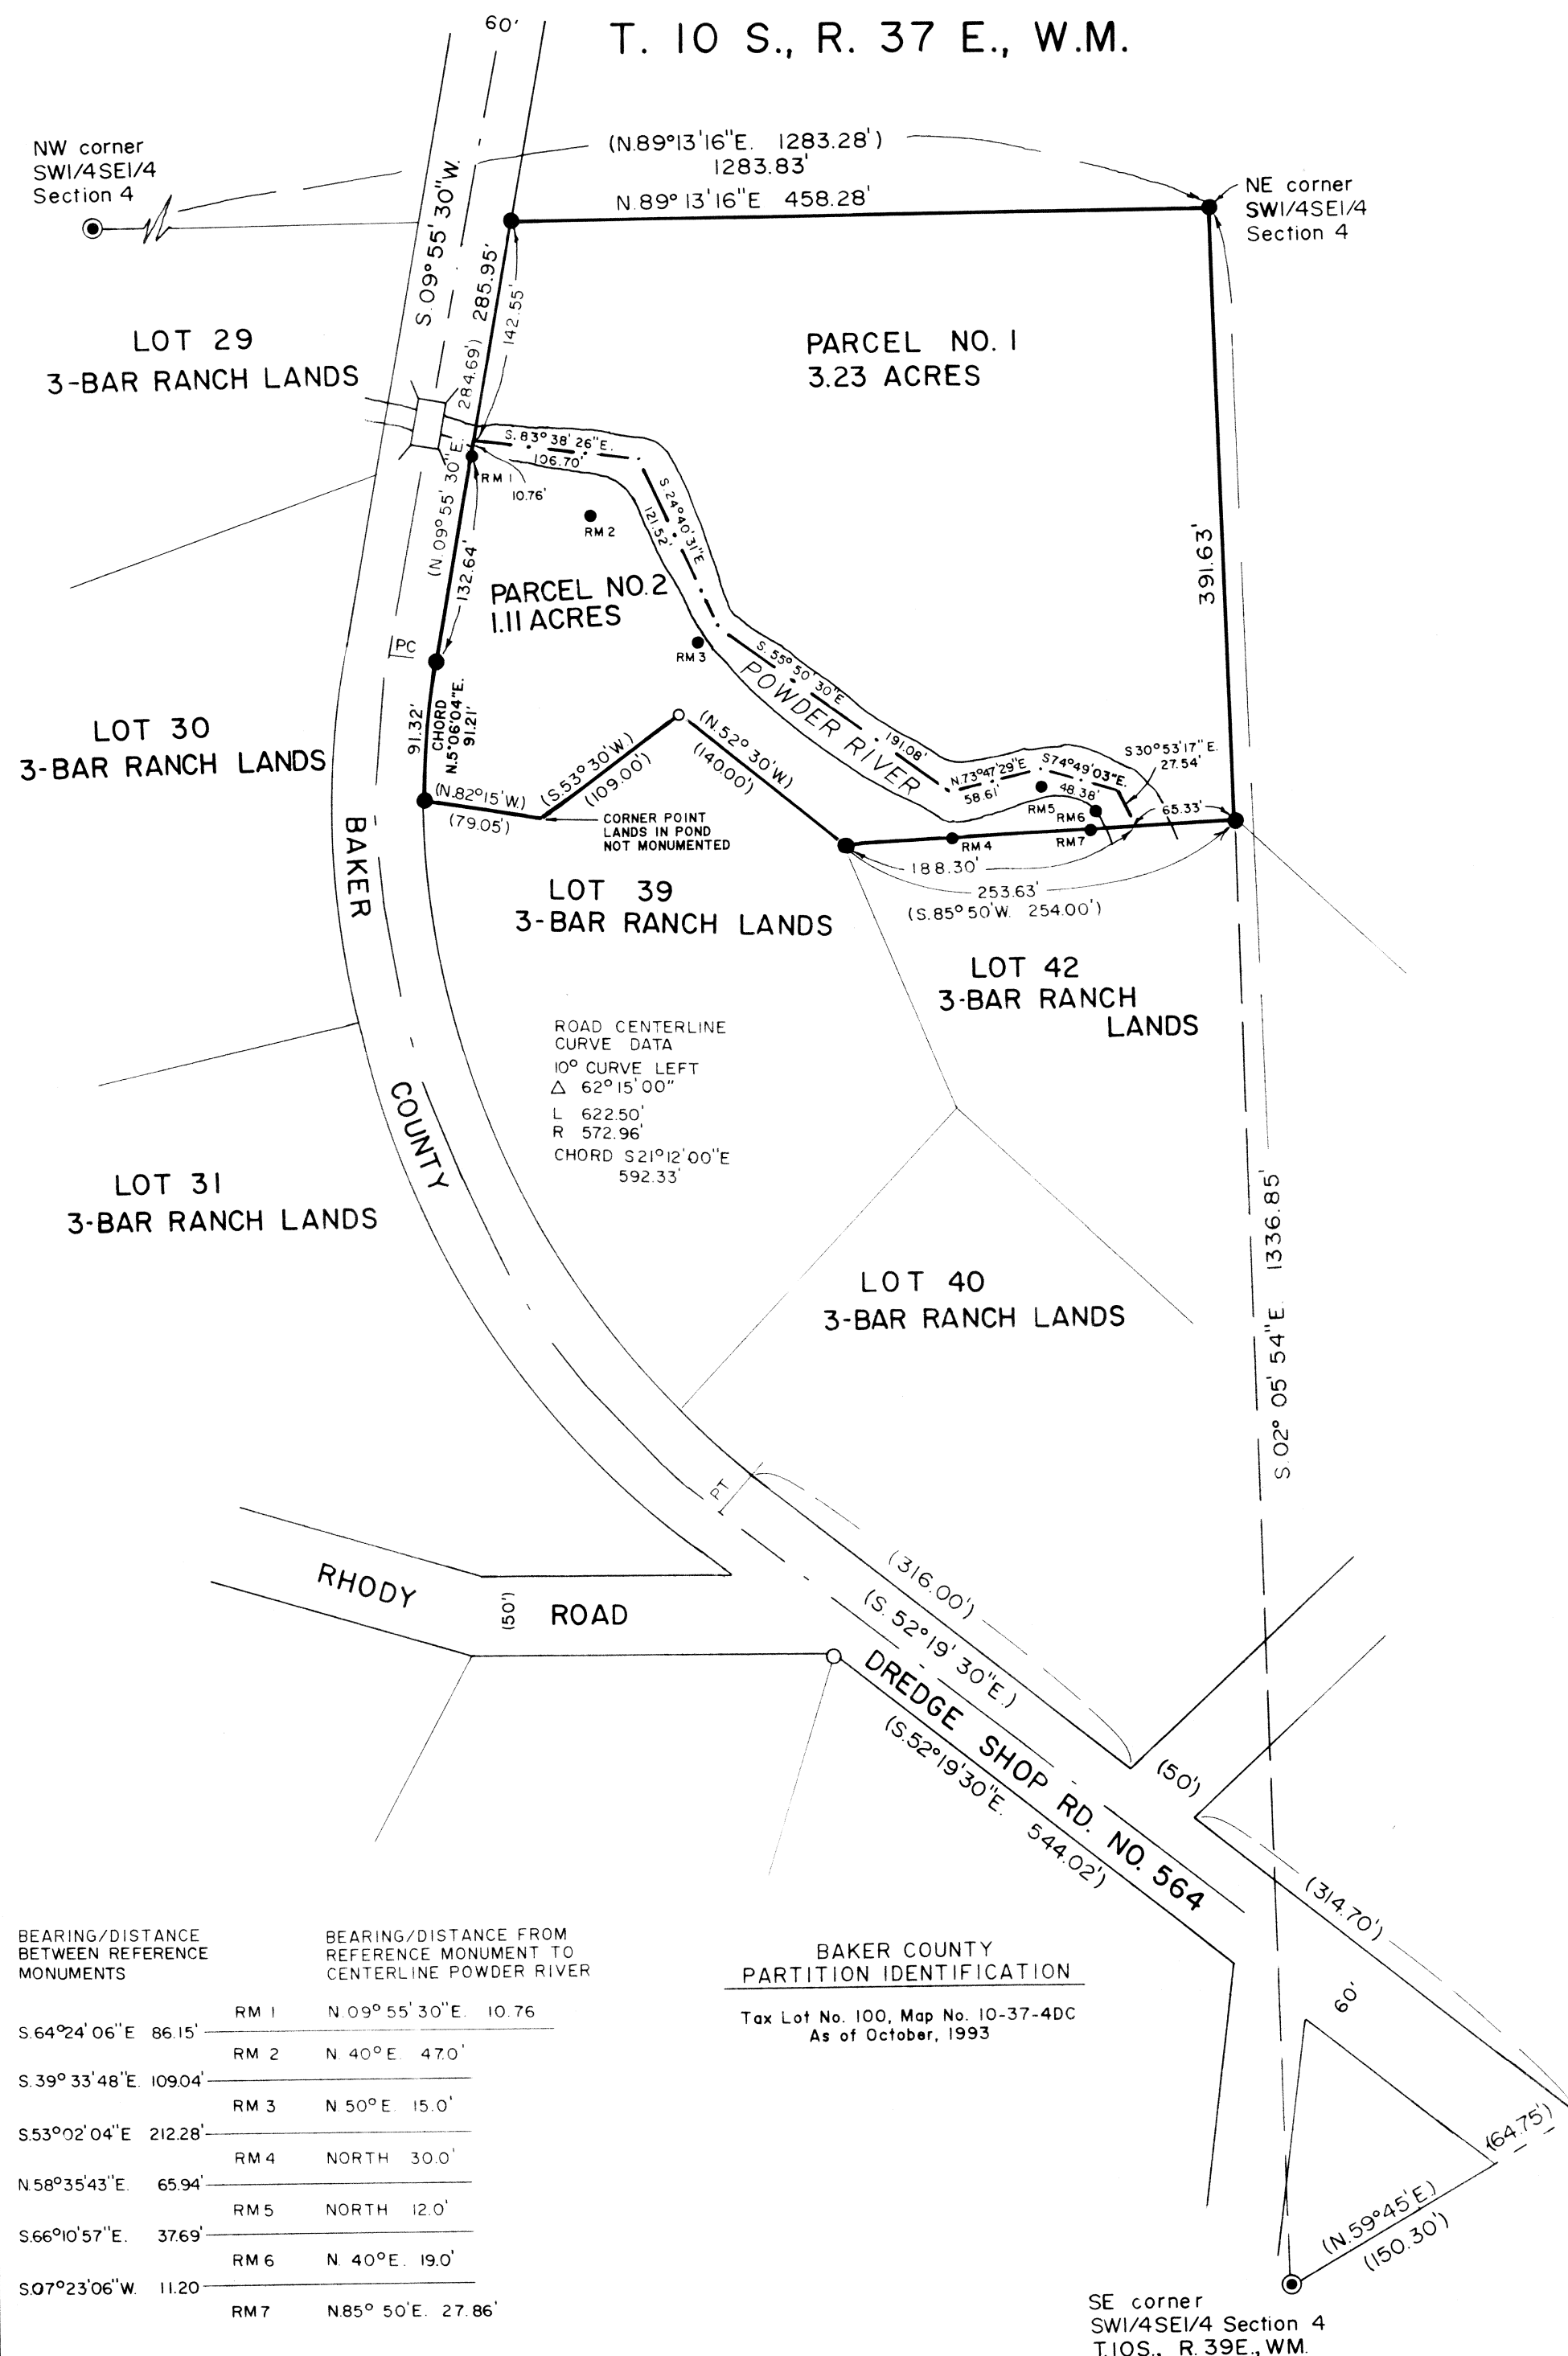 60'
T. 10 S., R. 37 E., W.M.
NW corner
SW1/4SE1/4
Section 4
(N.89°13'16"E. 1283.28')
1283.83'
N.89°13'16"E 458.28'
NE corner
SW1/4SE1/4
Section 4
S.09°55'30"W.
285.95'
284.69')
142.55'
(N.09°55'30"E.
LOT 29
3-BAR RANCH LANDS
PARCEL NO. 1
3.23 ACRES
S.83°38'26"E.
106.70'
RM 1
10.76'
RM 2
S.24°40'31"E
121.52'
132.64'
PARCEL NO.2
1.11 ACRES
391.63'
PC
RM 3
S.55°50'30"E
191.08'
POWDER RIVER
91.32'
CHORD
N.5°06'04"E.
91.21'
LOT 30
3-BAR RANCH LANDS
(N.82°15'W.)
(79.05')
(S.53°30'W.)
(109.00')
(N.52°30'W.)
(140.00')
N.73°47'29"E
58.61'
S74°49'03"E.
48.38'
S30°53'17"E.
27.54'
RM5
RM6
RM 4
RM7
65.33'
CORNER POINT
LANDS IN POND
NOT MONUMENTED
188.30'
253.63'
(S.85°50'W. 254.00')
BAKER
COUNTY
LOT 39
3-BAR RANCH LANDS
LOT 42
3-BAR RANCH
LANDS
ROAD CENTERLINE
CURVE DATA
10° CURVE LEFT
△ 62°15'00"
L 622.50'
R 572.96'
CHORD S21°12'00"E
592.33'
LOT 31
3-BAR RANCH LANDS
S.02°05'54"E. 1336.85'
LOT 40
3-BAR RANCH LANDS
PT
RHODY
(50')
ROAD
(316.00')
(S.52°19'30"E.)
DREDGE SHOP RD. NO. 564
(S.52°19'30"E. 544.02')
(50')
(314.70')
60'
(64.75')
(N.59°45'E.)
(150.30')
BEARING/DISTANCE
BETWEEN REFERENCE
MONUMENTS
BEARING/DISTANCE FROM
REFERENCE MONUMENT TO
CENTERLINE POWDER RIVER
RM 1 N.09°55'30"E. 10.76
S.64°24'06"E 86.15'
RM 2 N. 40°E. 47.0'
S.39°33'48"E. 109.04'
RM 3 N.50°E. 15.0'
S.53°02'04"E 212.28'
RM 4 NORTH 30.0'
N.58°35'43"E. 65.94'
RM 5 NORTH 12.0'
S.66°10'57"E. 37.69'
RM 6 N. 40°E. 19.0'
S.07°23'06"W. 11.20
RM 7 N.85°50'E. 27.86'
BAKER COUNTY
PARTITION IDENTIFICATION
Tax Lot No. 100, Map No. 10-37-4DC
As of October, 1993
SE corner
SW1/4SE1/4 Section 4
T.10S., R. 39E., WM.